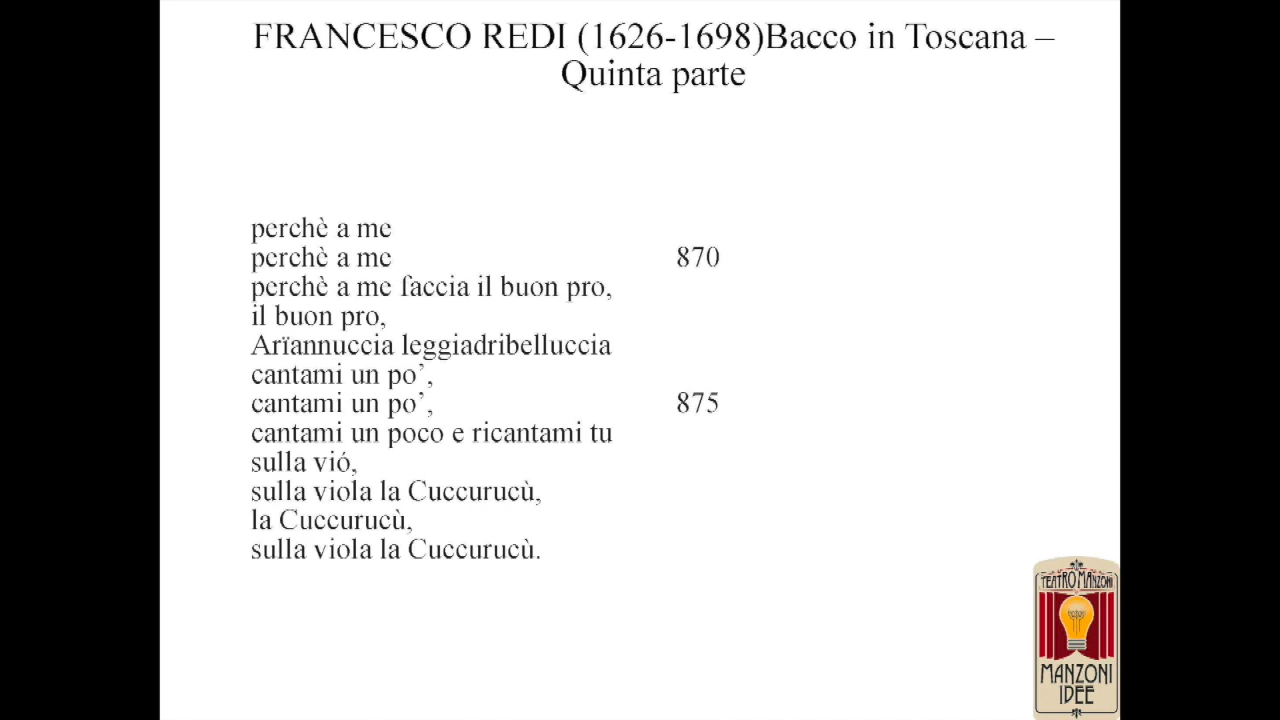 FRANCESCO REDI (1626-1698)Bacco in Toscana –
Quinta parte
perchè a me
perchè a me 870
perchè a me faccia il buon pro,
il buon pro,
Arïannuccia leggiadribelluccia
cantami un po’,
cantami un po’, 875
cantami un poco e ricantami tu
sulla vió,
sulla viola la Cuccurucù,
la Cuccurucù,
sulla viola la Cuccurucù.
TEATRO MANZONI
MANZONI
IDEE